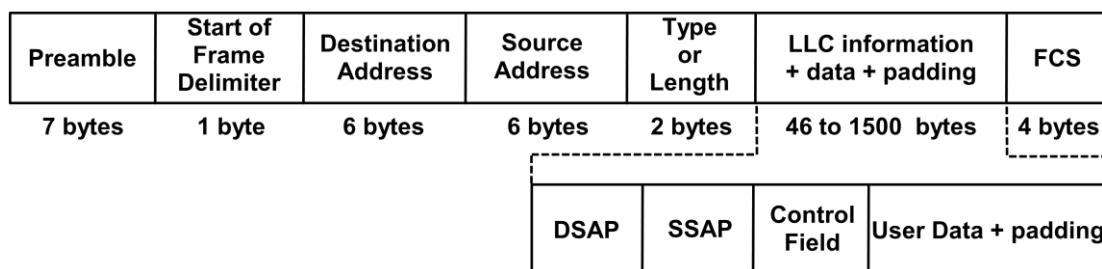 Preamble
Start of
Frame
Delimiter
Destination
Address
Source
Address
Type
or
Length
LLC information
+ data + padding
FCS
7 bytes
1 byte
6 bytes
6 bytes
2 bytes
46 to 1500 bytes
4 bytes
DSAP
SSAP
Control
Field
User Data + padding